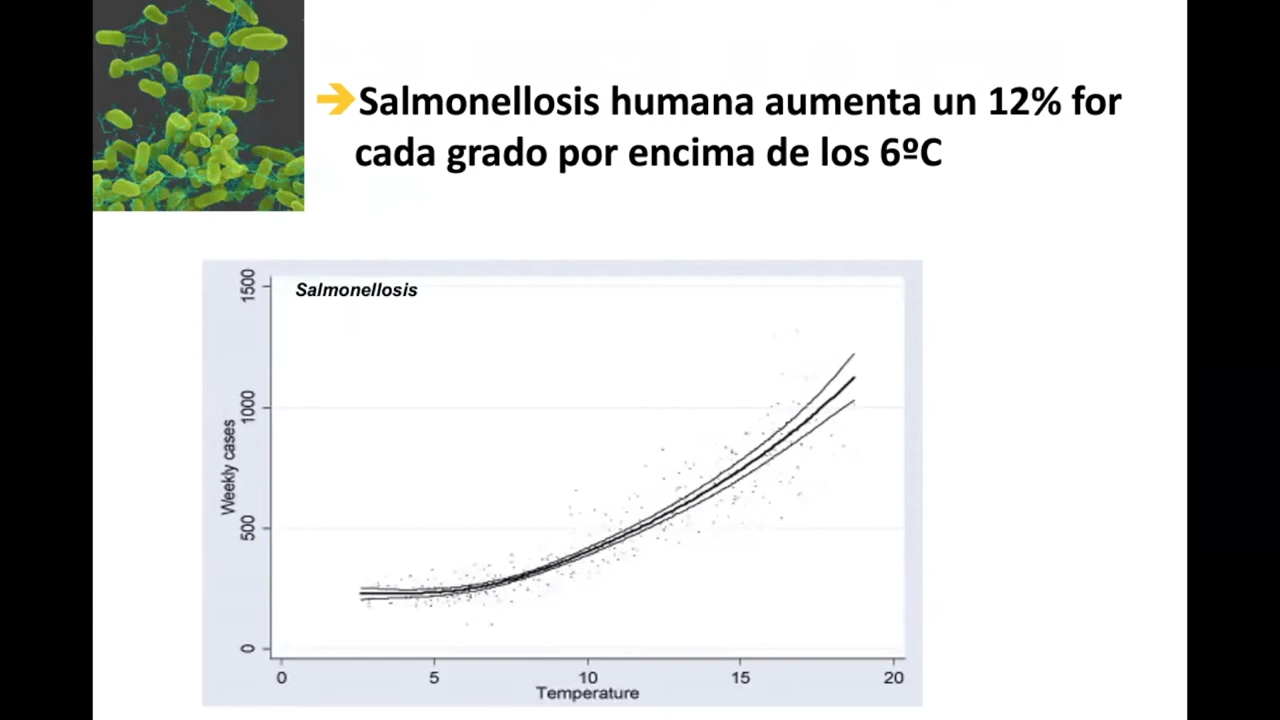 Salmonellosis humana aumenta un 12% for
cada grado por encima de los 6ºC
Salmonellosis
1500
1000
500
0
Weekly cases
0 5 10 15 20
Temperature